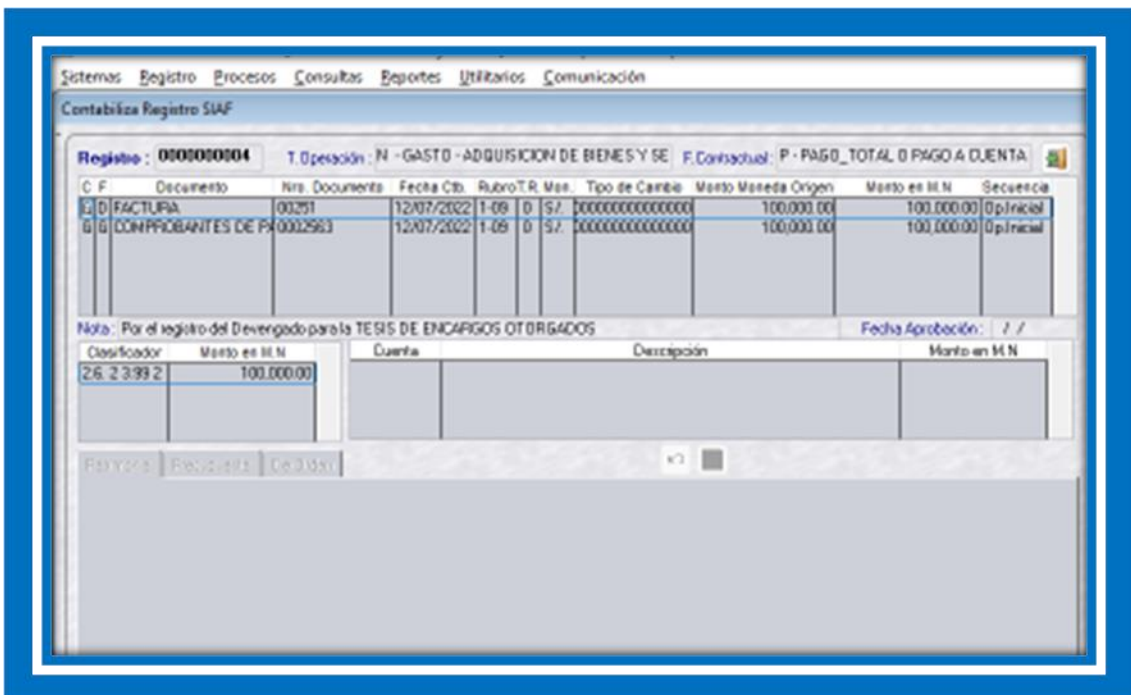 Sistemas Registro Procesos Consultas Reportes Utilitarios Comunicación
Contabiliza Registro SIAF
Registro : 0000000004 T. Operación : N - GASTO - ADQUISICION DE BIENES Y SE F. Contractual : P - PAGO_TOTAL O PAGO A CUENTA
C F Documento Nro. Documento Fecha Ctb. Rubro T.R. Mon. Tipo de Cambio Monto Moneda Origen Monto en M.N Secuencia
G D FACTURA 00251 12/07/2022 1-09 0 S/. 100,000.00 100,000.00 Op.Inicial
G G COMPROBANTES DE PA 0002563 12/07/2022 1-09 0 S/. 100,000.00 100,000.00 Op.Inicial
Nota : Por el registro del Devengado para la TESIS DE ENCARGOS OTORGADOS Fecha Aprobación : / /
Clasificador Monto en M.N Cuenta Descripción Monto en M.N
2.6. 2 3.99 2 100,000.00